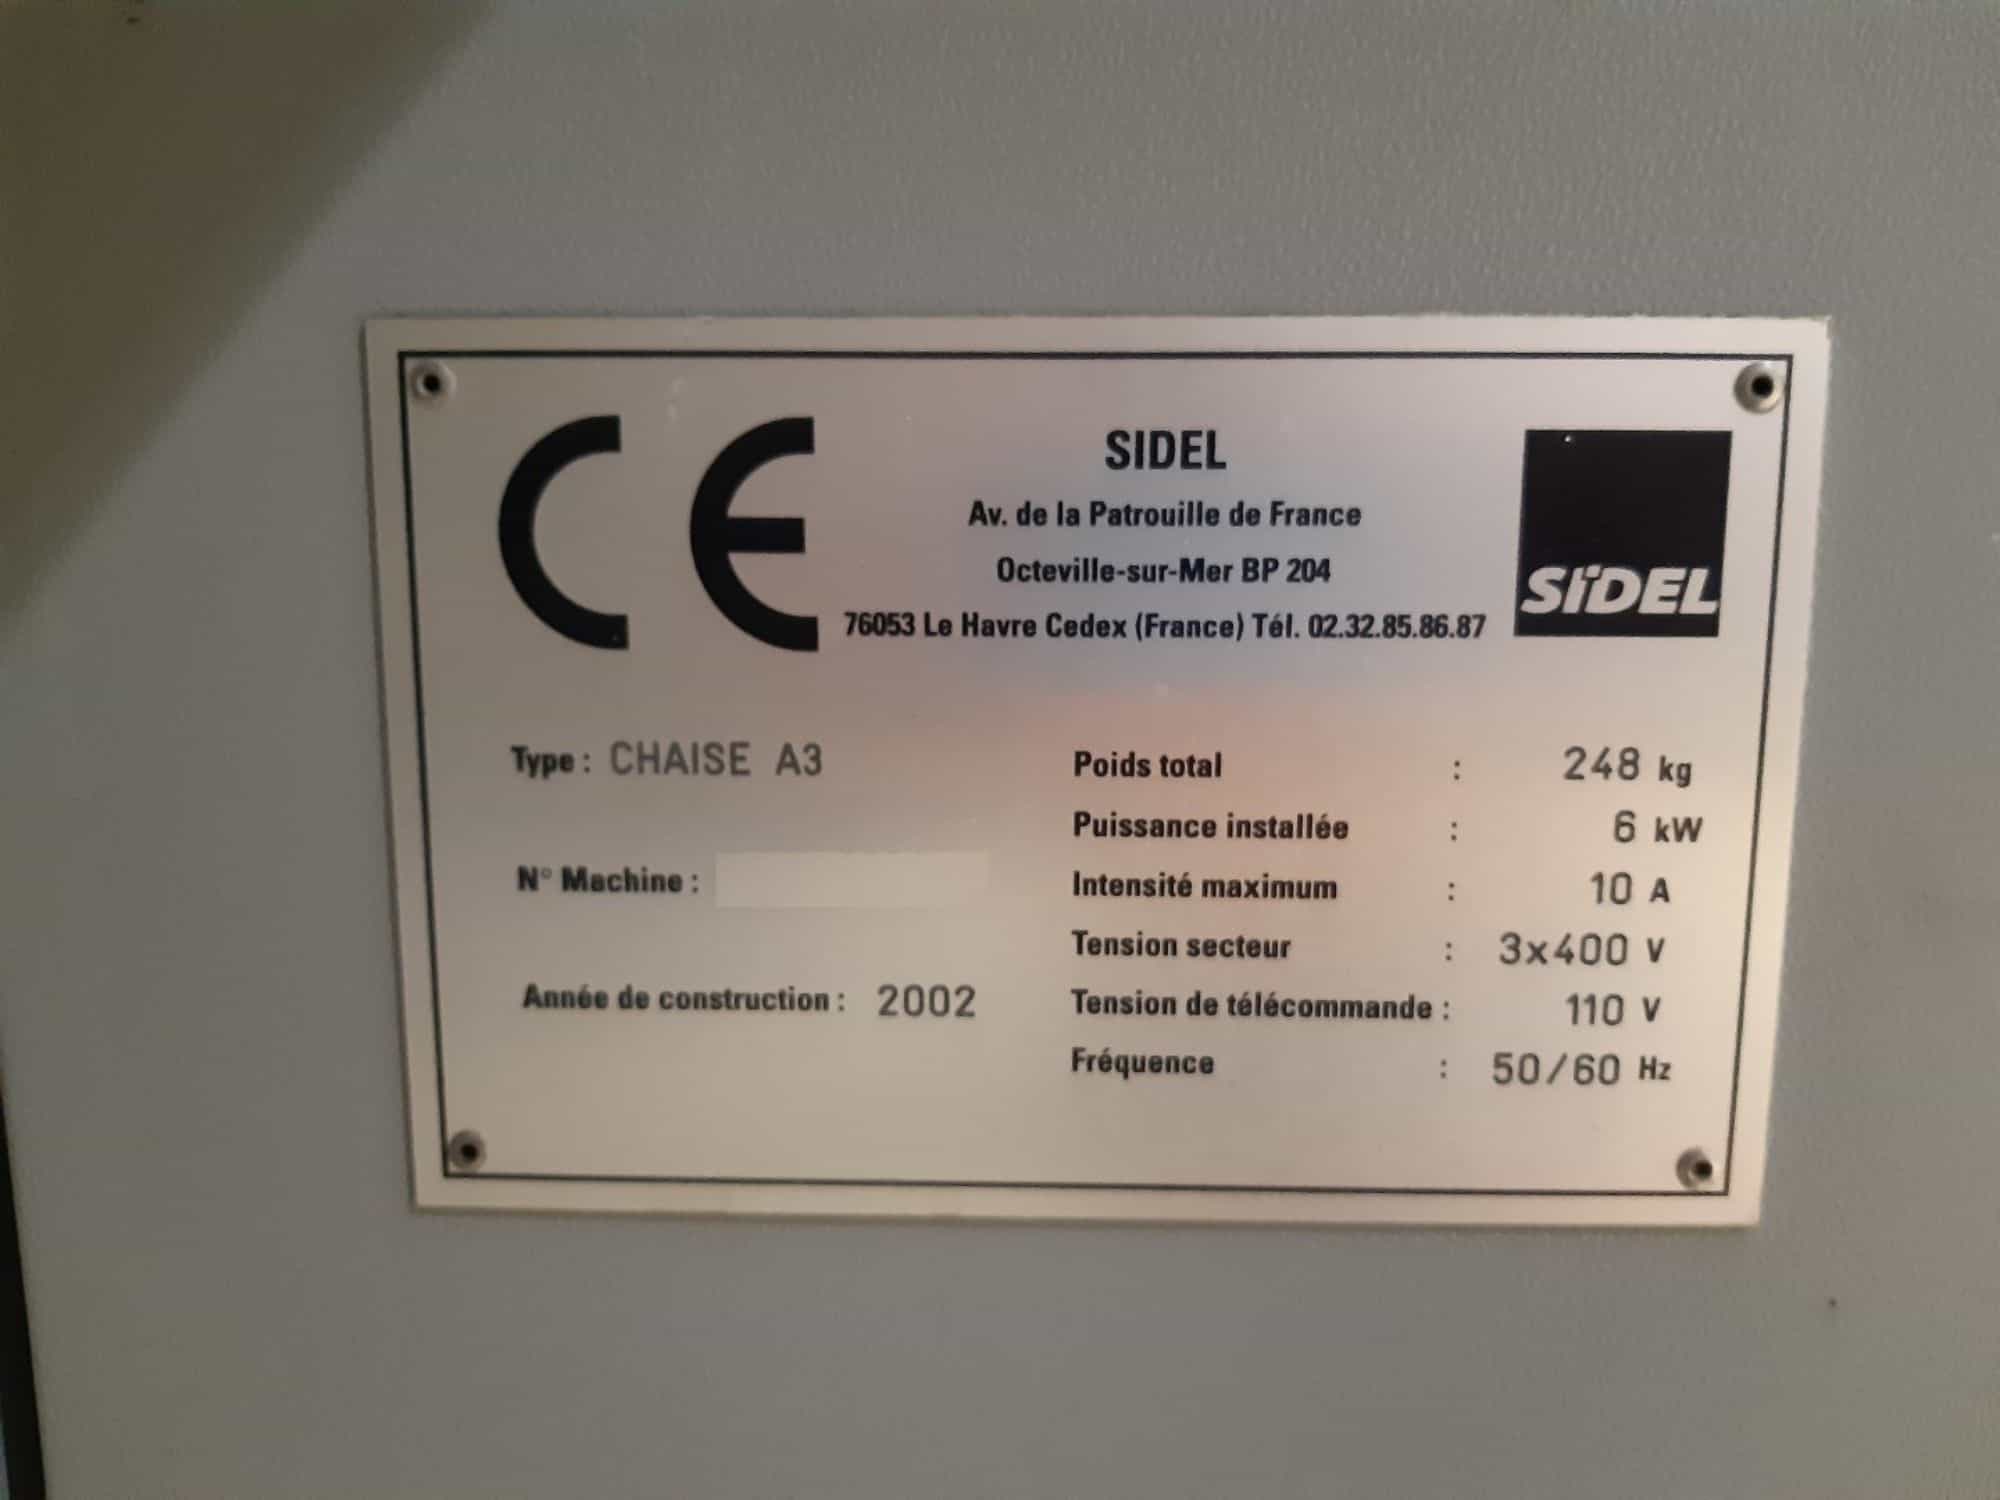 CE
SIDEL
Av. de la Patrouille de France
Octeville-sur-Mer BP 204
76053 Le Havre Cedex (France) Tél. 02.32.85.86.87
SIDEL
Type : CHAISE A3
N° Machine :
Année de construction : 2002
Poids total : 248 kg
Puissance installée : 6 kW
Intensité maximum : 10 A
Tension secteur : 3x400 V
Tension de télécommande : 110 V
Fréquence : 50/60 Hz